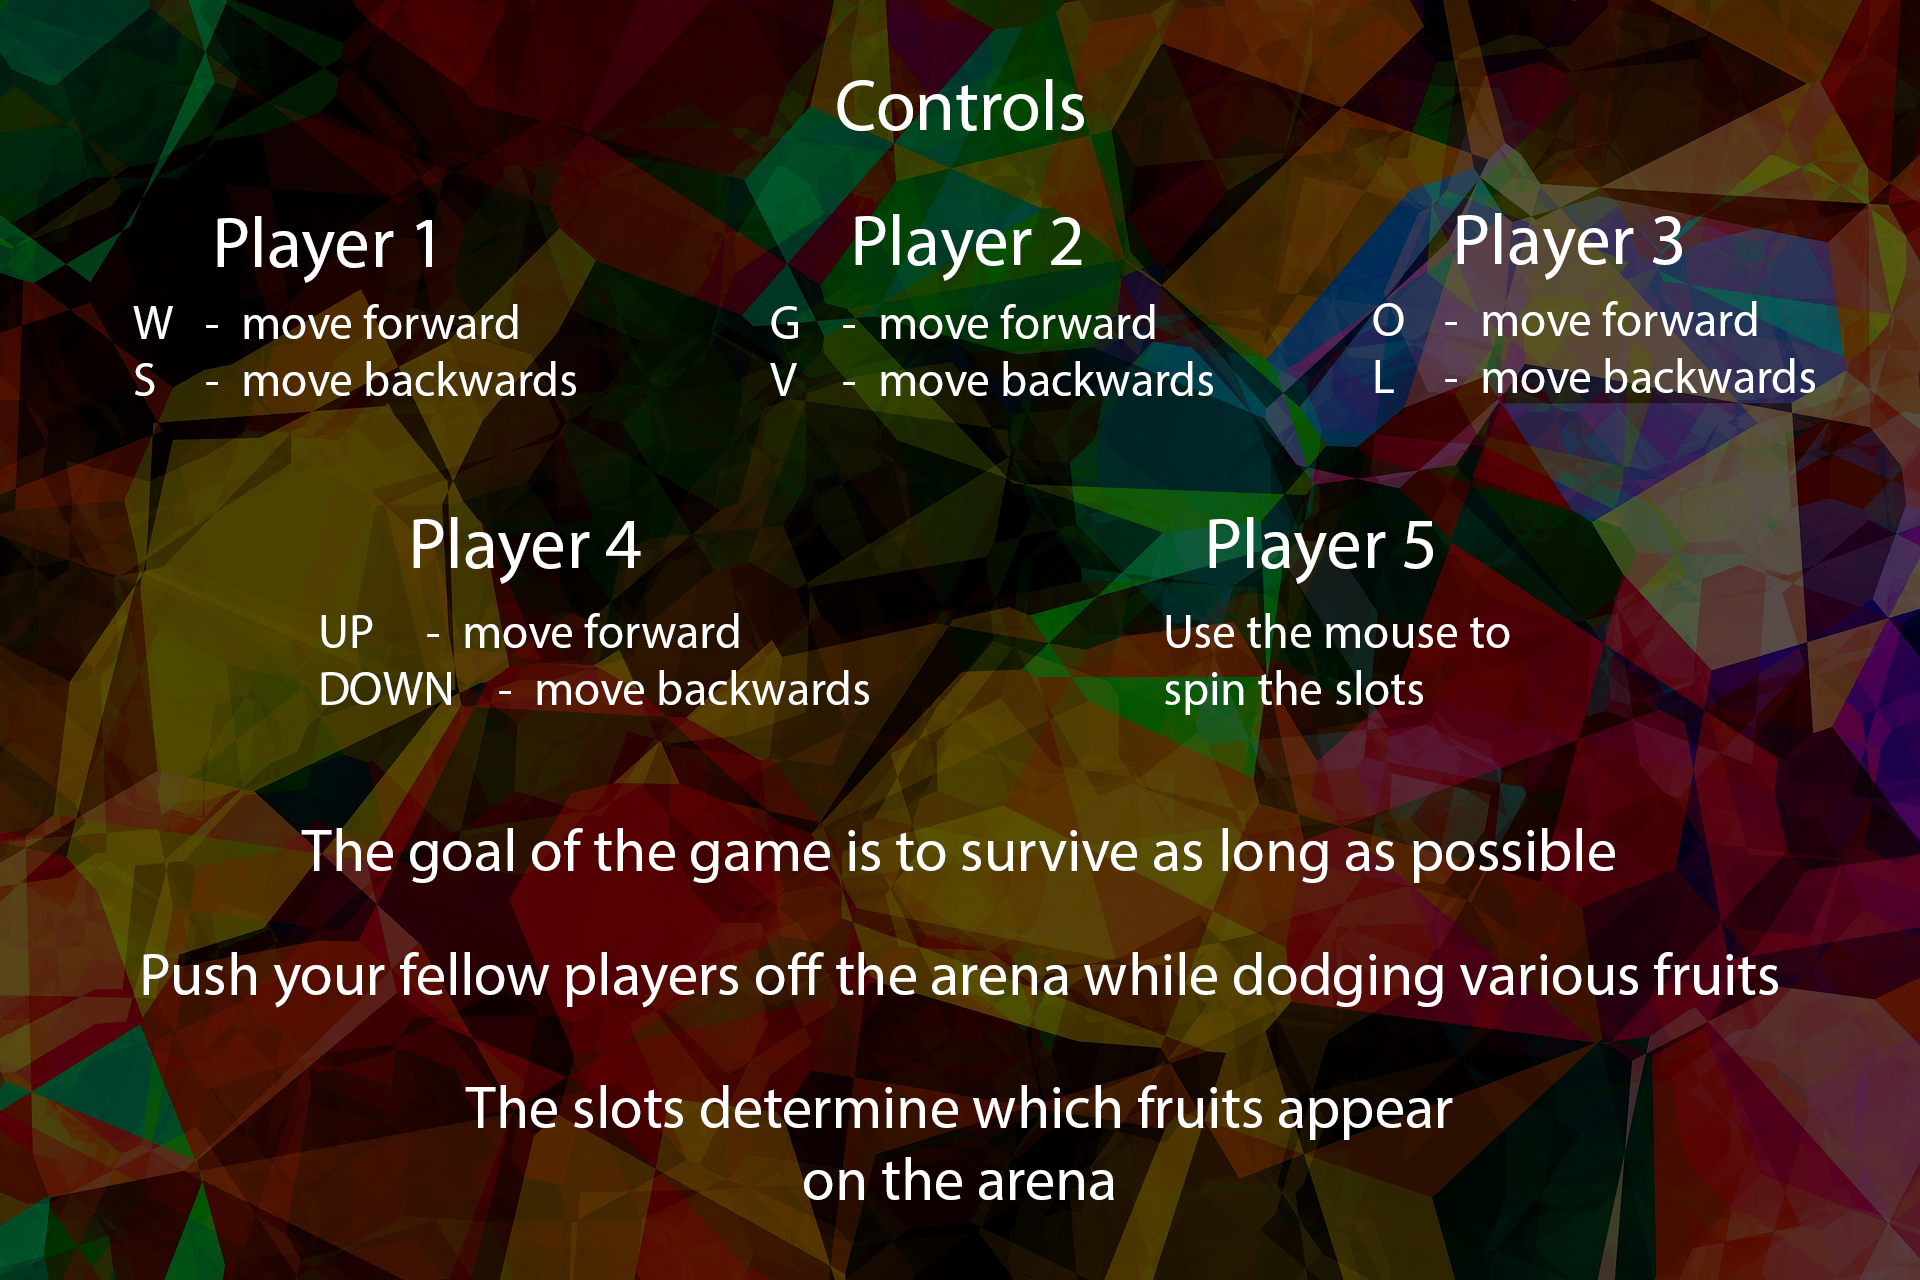 Controls
Player 1
W - move forward
S - move backwards
Player 2
G - move forward
V - move backwards
Player 3
O - move forward
L - move backwards
Player 4
UP - move forward
DOWN - move backwards
Player 5
Use the mouse to
spin the slots
The goal of the game is to survive as long as possible
Push your fellow players off the arena while dodging various fruits
The slots determine which fruits appear
on the arena